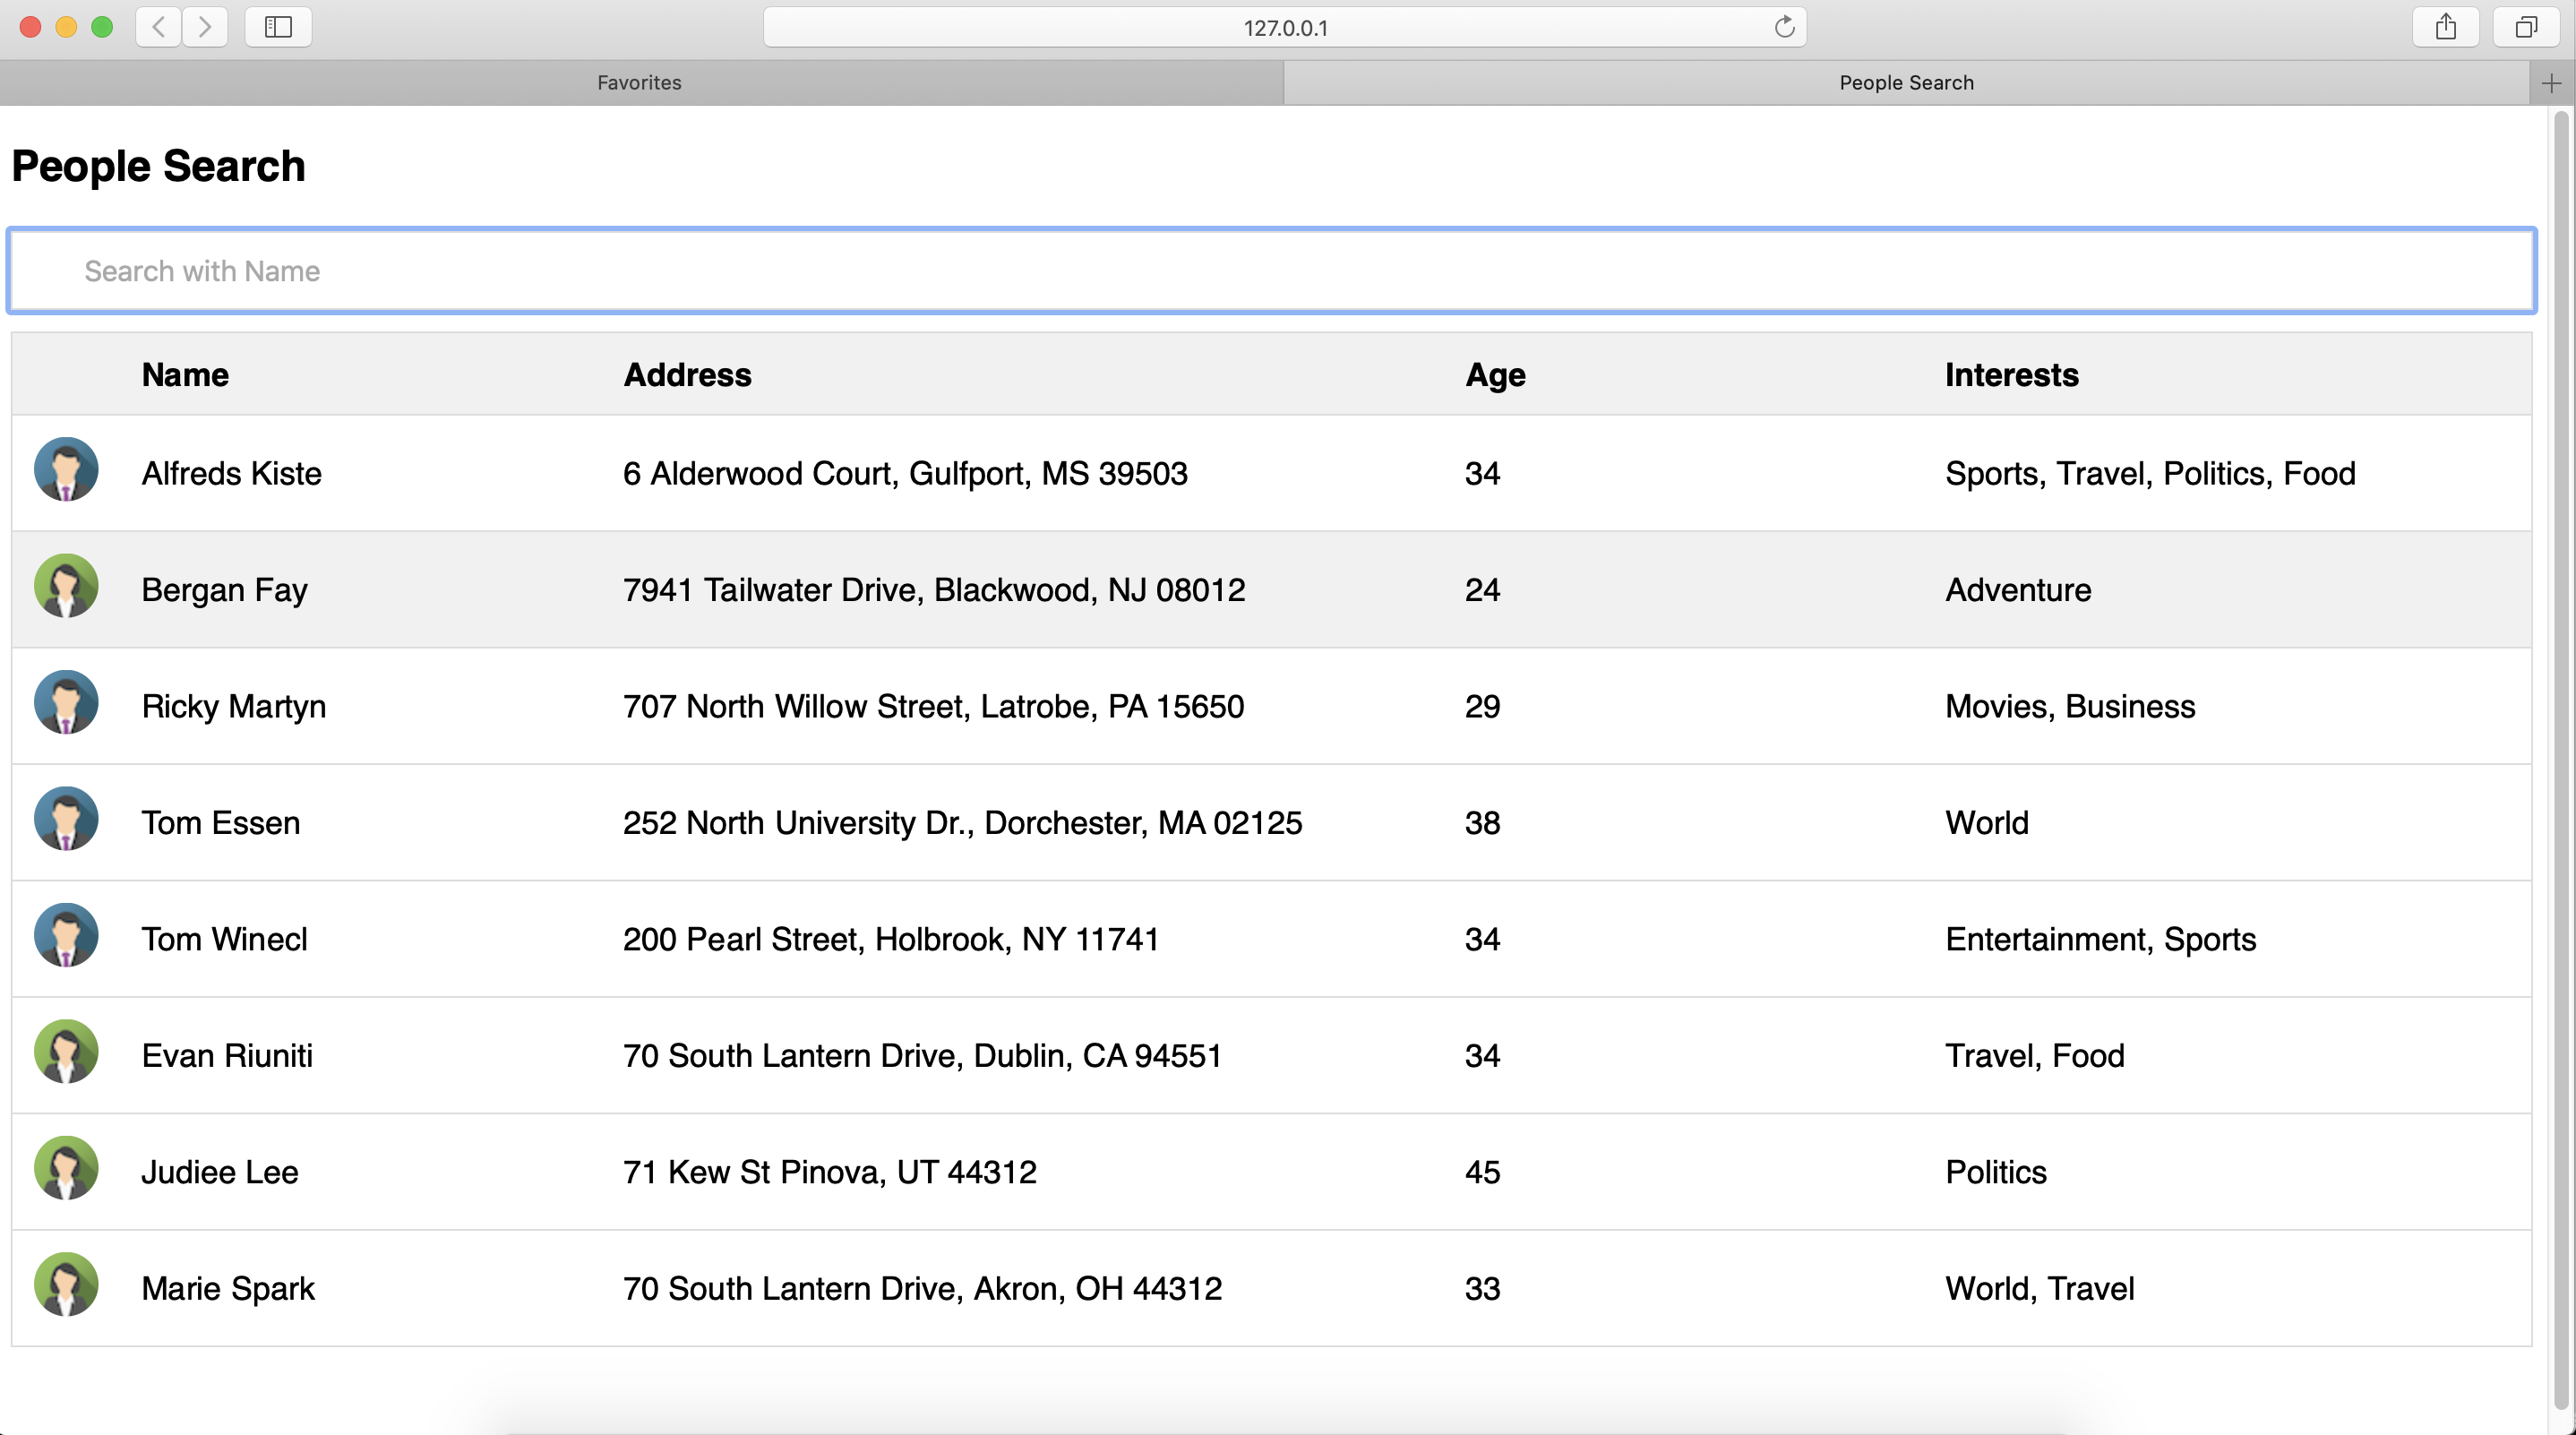 127.0.0.1
Favorites
People Search
People Search
Search with Name
Name Address Age Interests
Alfreds Kiste 6 Alderwood Court, Gulfport, MS 39503 34 Sports, Travel, Politics, Food
Bergan Fay 7941 Tailwater Drive, Blackwood, NJ 08012 24 Adventure
Ricky Martyn 707 North Willow Street, Latrobe, PA 15650 29 Movies, Business
Tom Essen 252 North University Dr., Dorchester, MA 02125 38 World
Tom Winecl 200 Pearl Street, Holbrook, NY 11741 34 Entertainment, Sports
Evan Riuniti 70 South Lantern Drive, Dublin, CA 94551 34 Travel, Food
Judiee Lee 71 Kew St Pinova, UT 44312 45 Politics
Marie Spark 70 South Lantern Drive, Akron, OH 44312 33 World, Travel